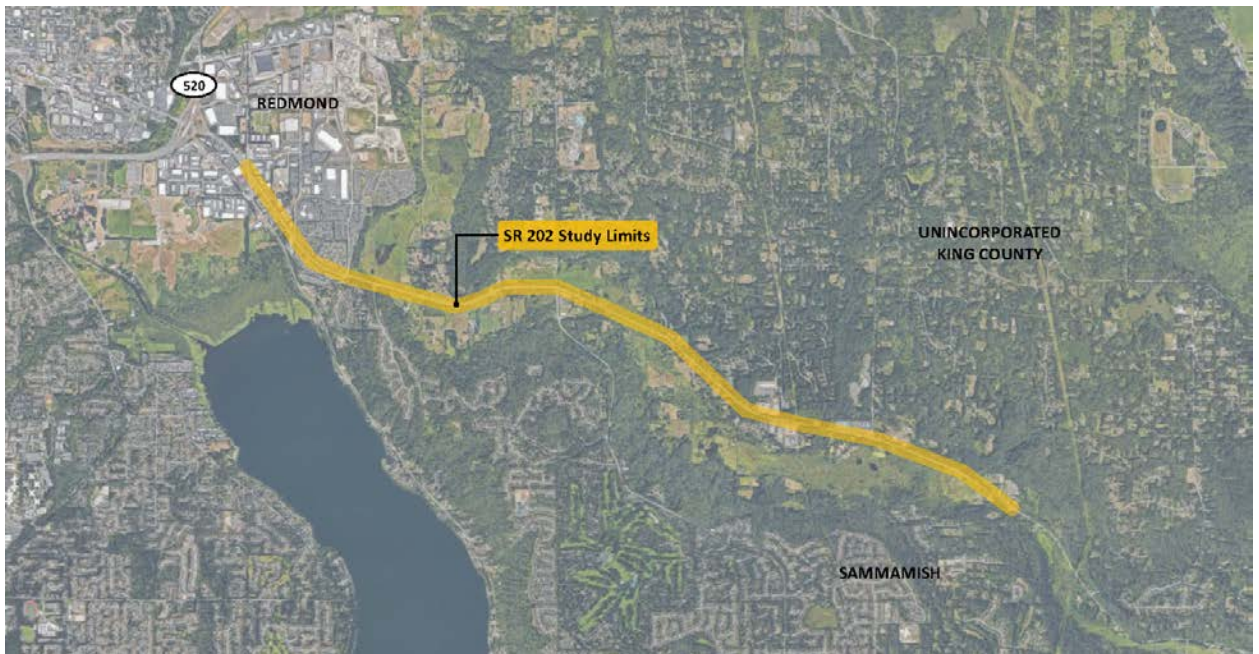 520
REDMOND
SR 202 Study Limits
UNINCORPORATED
KING COUNTY
SAMMAMISH